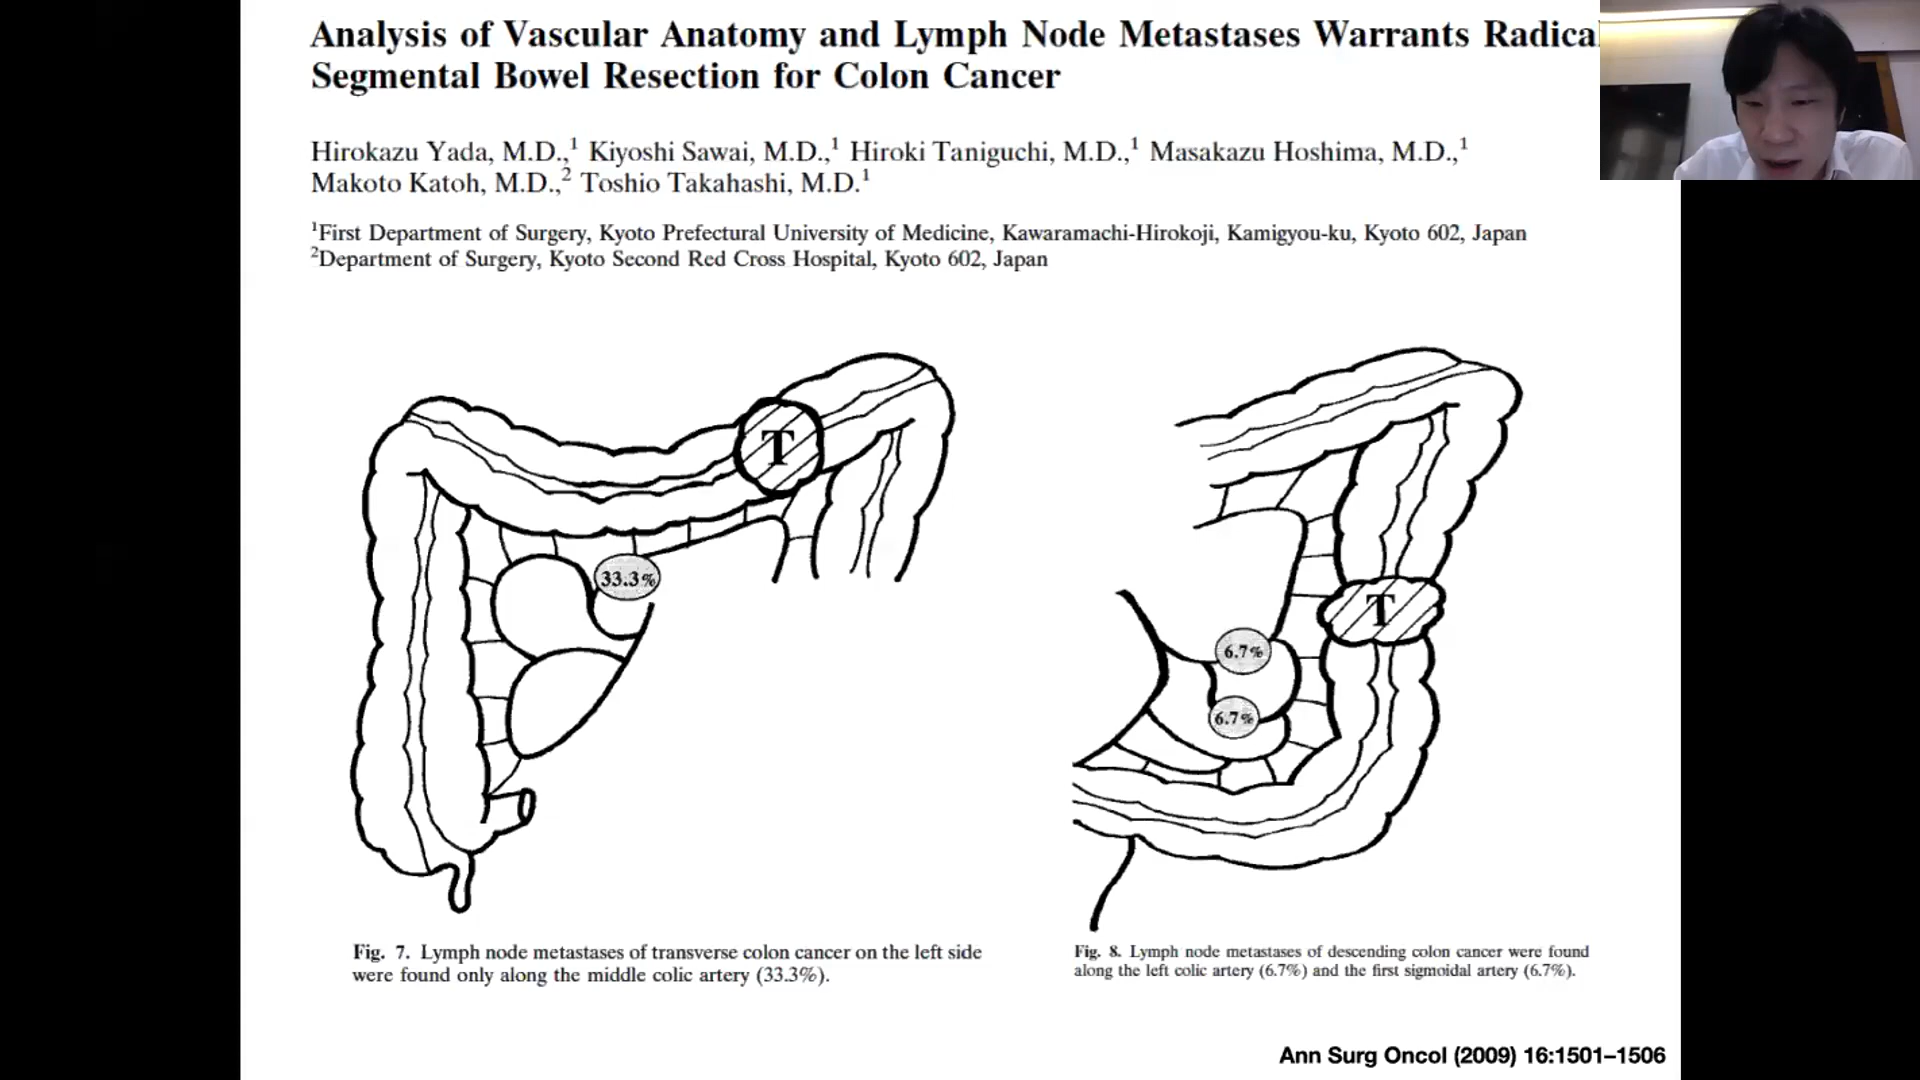 Analysis of Vascular Anatomy and Lymph Node Metastases Warrants Radica
Segmental Bowel Resection for Colon Cancer
Hirokazu Yada, M.D.,¹ Kiyoshi Sawai, M.D.,¹ Hiroki Taniguchi, M.D.,¹ Masakazu Hoshima, M.D.,¹
Makoto Katoh, M.D.,² Toshio Takahashi, M.D.¹
¹First Department of Surgery, Kyoto Prefectural University of Medicine, Kawaramachi-Hirokoji, Kamigyou-ku, Kyoto 602, Japan
²Department of Surgery, Kyoto Second Red Cross Hospital, Kyoto 602, Japan
T
33.3%
T
6.7%
6.7%
Fig. 7. Lymph node metastases of transverse colon cancer on the left side
were found only along the middle colic artery (33.3%).
Fig. 8. Lymph node metastases of descending colon cancer were found
along the left colic artery (6.7%) and the first sigmoidal artery (6.7%).
Ann Surg Oncol (2009) 16:1501–1506